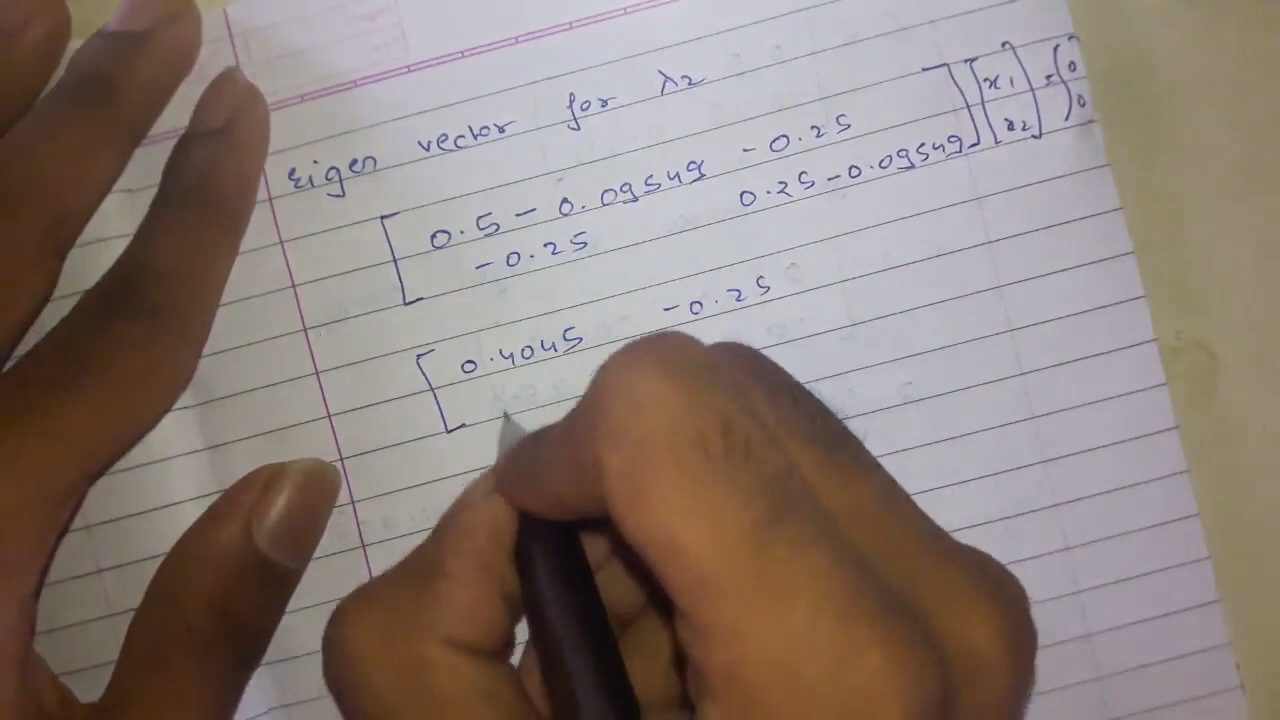 Eigen vector for λ2
[ 0.5 - 0.09549 - 0.25 ] [ x1 ] = ( 0
- 0.25 0.25 - 0.09549 [ x2 ] ) 0
[ 0.4045 - 0.25